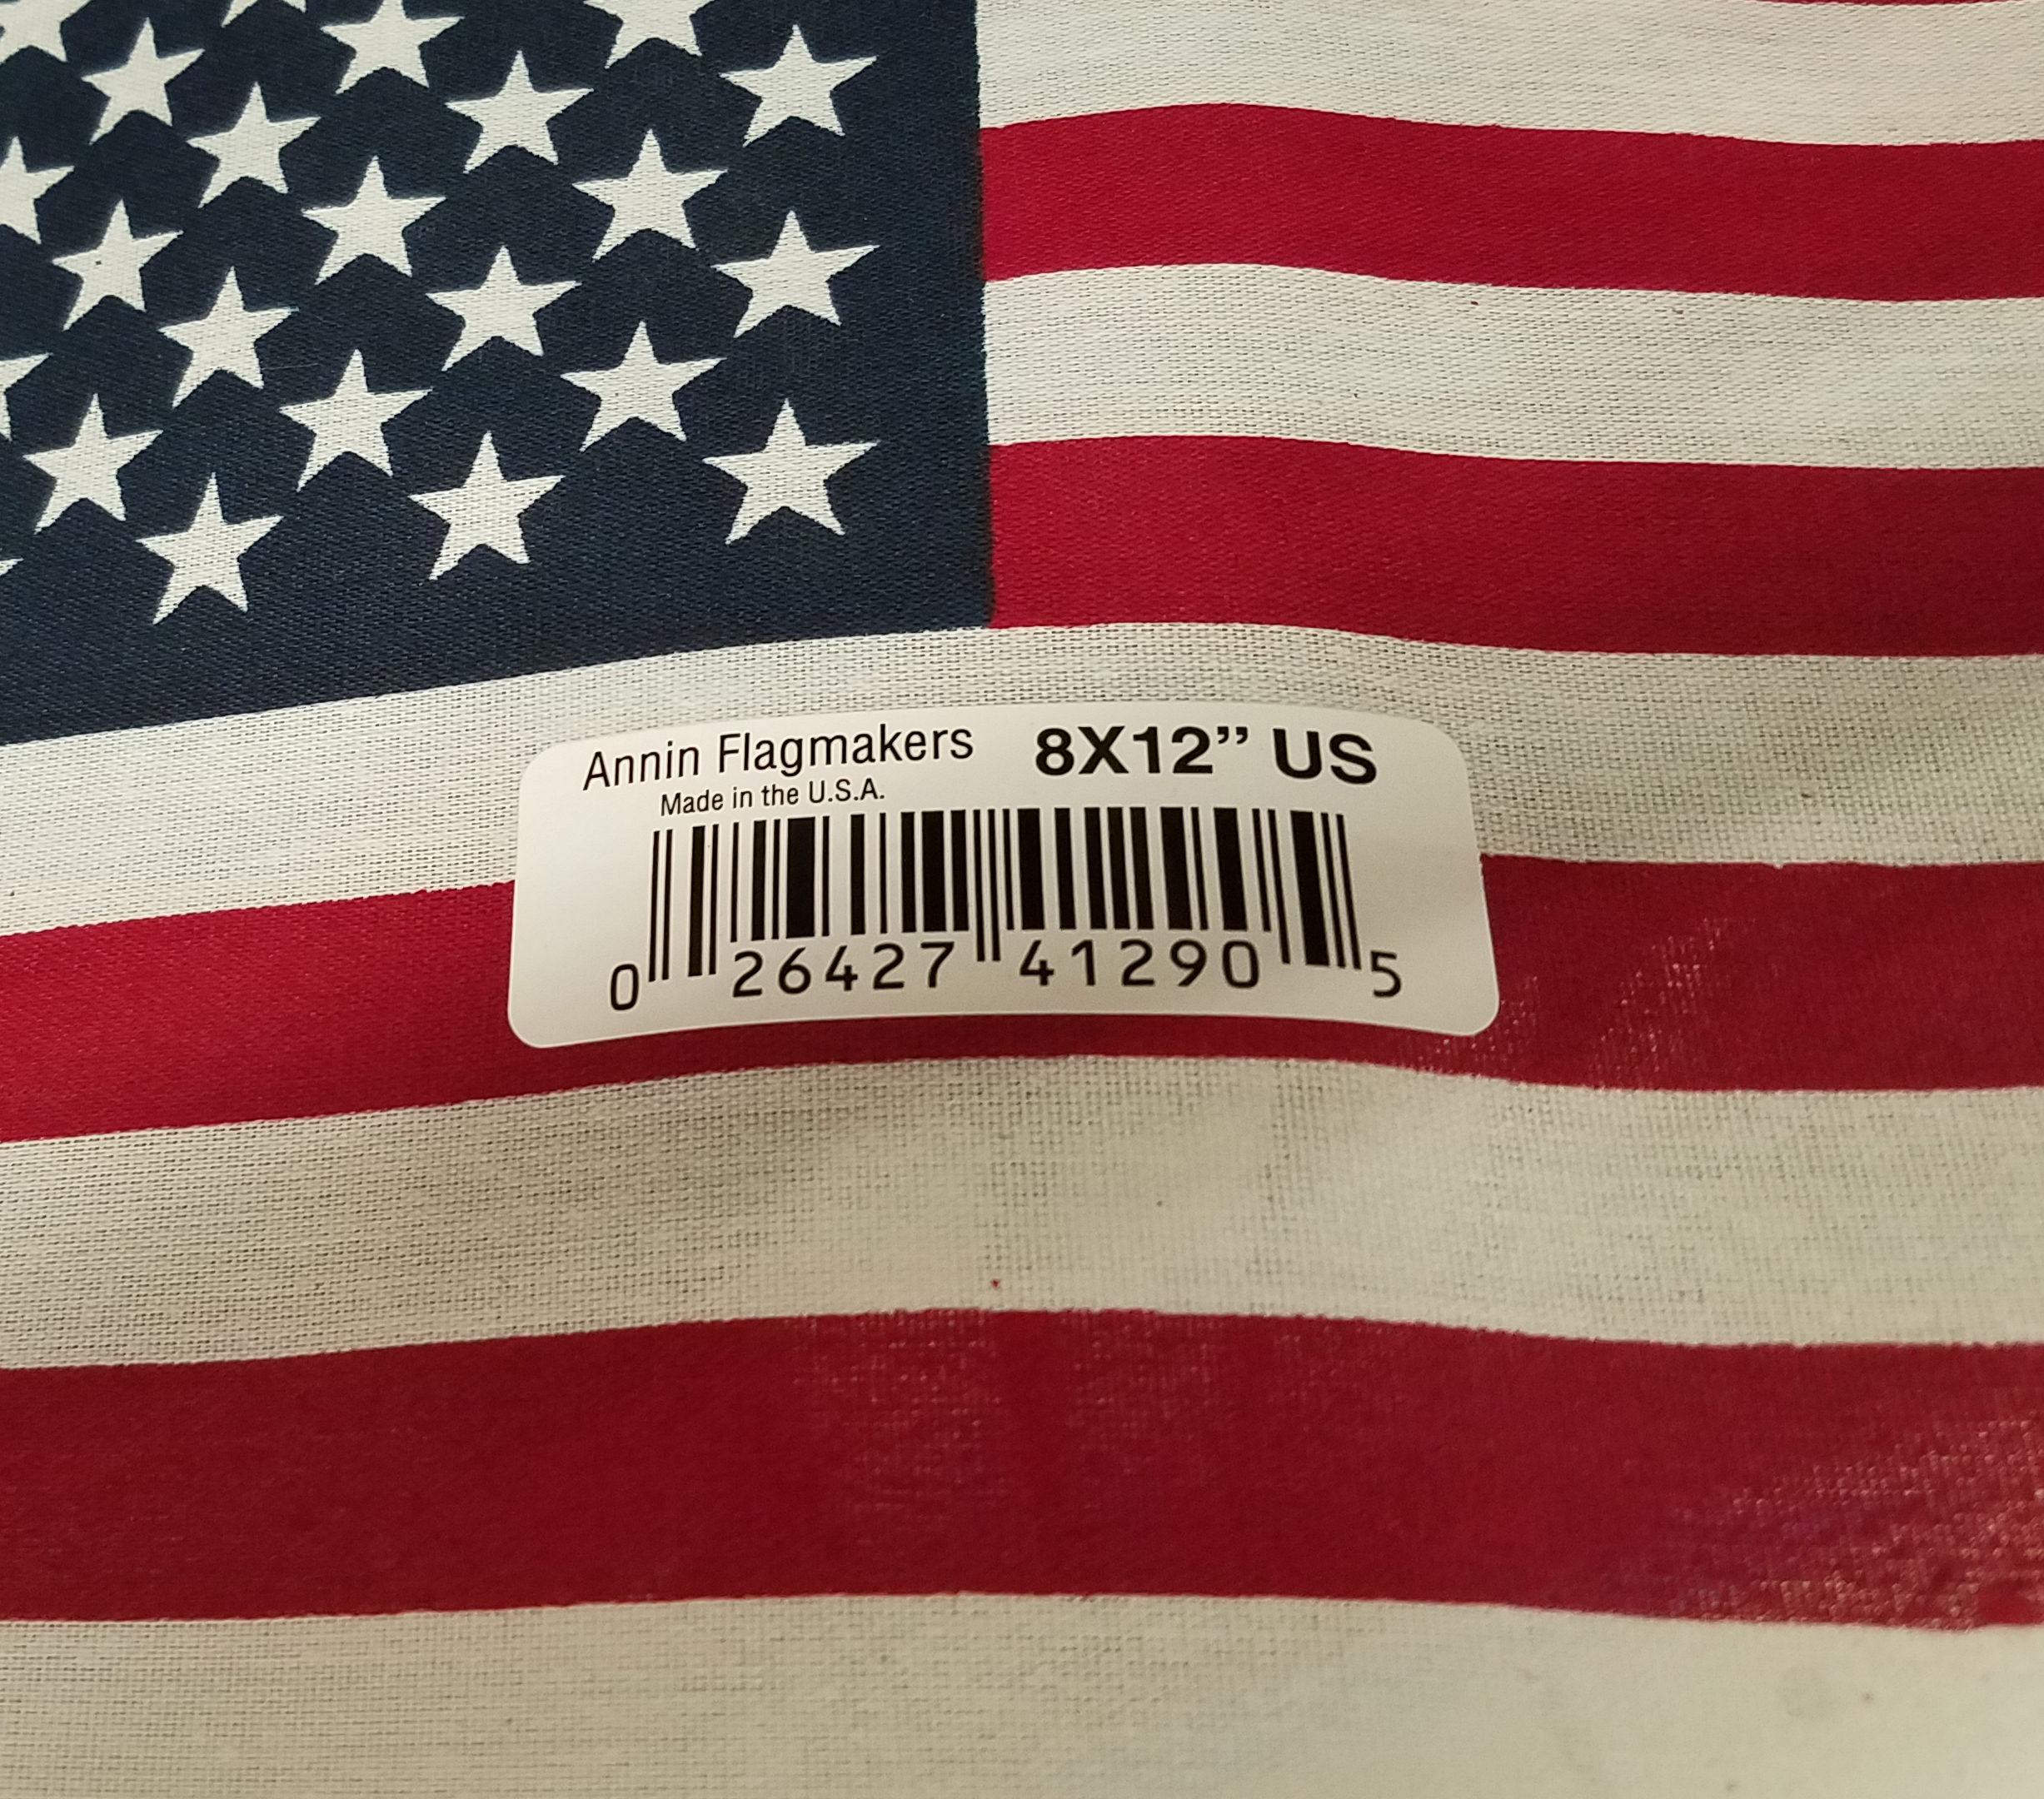 Annin Flagmakers 8X12” US
Made in the U.S.A.
0 26427 41290 5